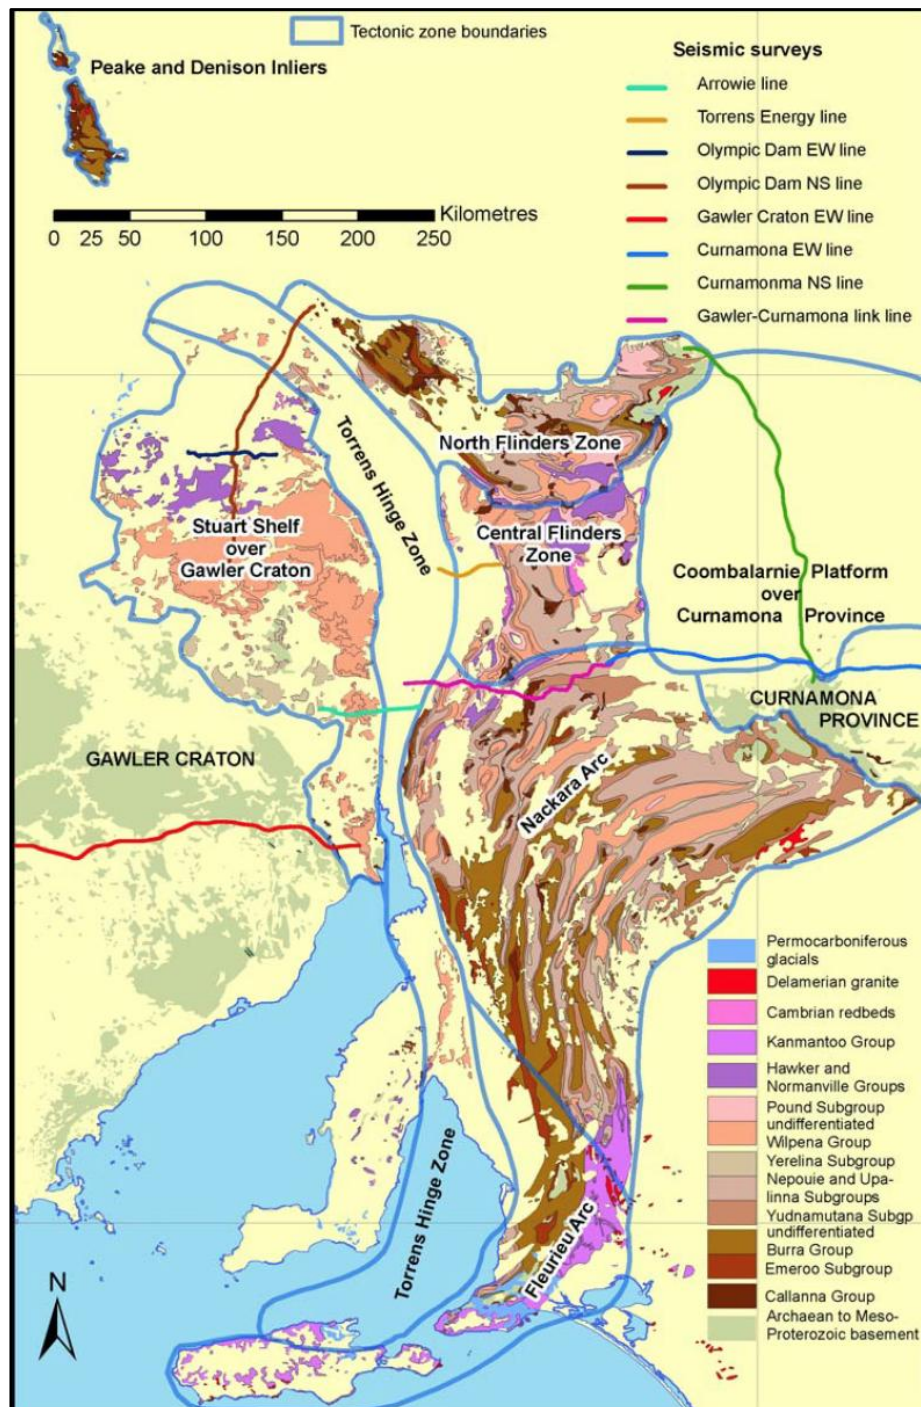 Tectonic zone boundaries
Peake and Denison Inliers
Seismic surveys
Arrowie line
Torrens Energy line
Olympic Dam EW line
Olympic Dam NS line
Gawler Craton EW line
Curnamona EW line
Curnamonma NS line
Gawler-Curnamona link line
Kilometres
0 25 50 100 150 200 250
North Flinders Zone
Torrens Hinge Zone
Stuart Shelf
over
Gawler Craton
Central Flinders
Zone
Coombalarnie Platform
over
Curnamona Province
CURNAMONA
PROVINCE
GAWLER CRATON
Nackara Arc
Torrens Hinge Zone
Fleurieu Arc
N
Permocarboniferous
glacials
Delamerian granite
Cambrian redbeds
Kanmantoo Group
Hawker and
Normanville Groups
Pound Subgroup
undifferentiated
Wilpena Group
Yerelina Subgroup
Nepouie and Upa-
linna Subgroups
Yudnamutana Subgp
undifferentiated
Burra Group
Emeroo Subgroup
Callanna Group
Archaean to Meso-
Proterozoic basement